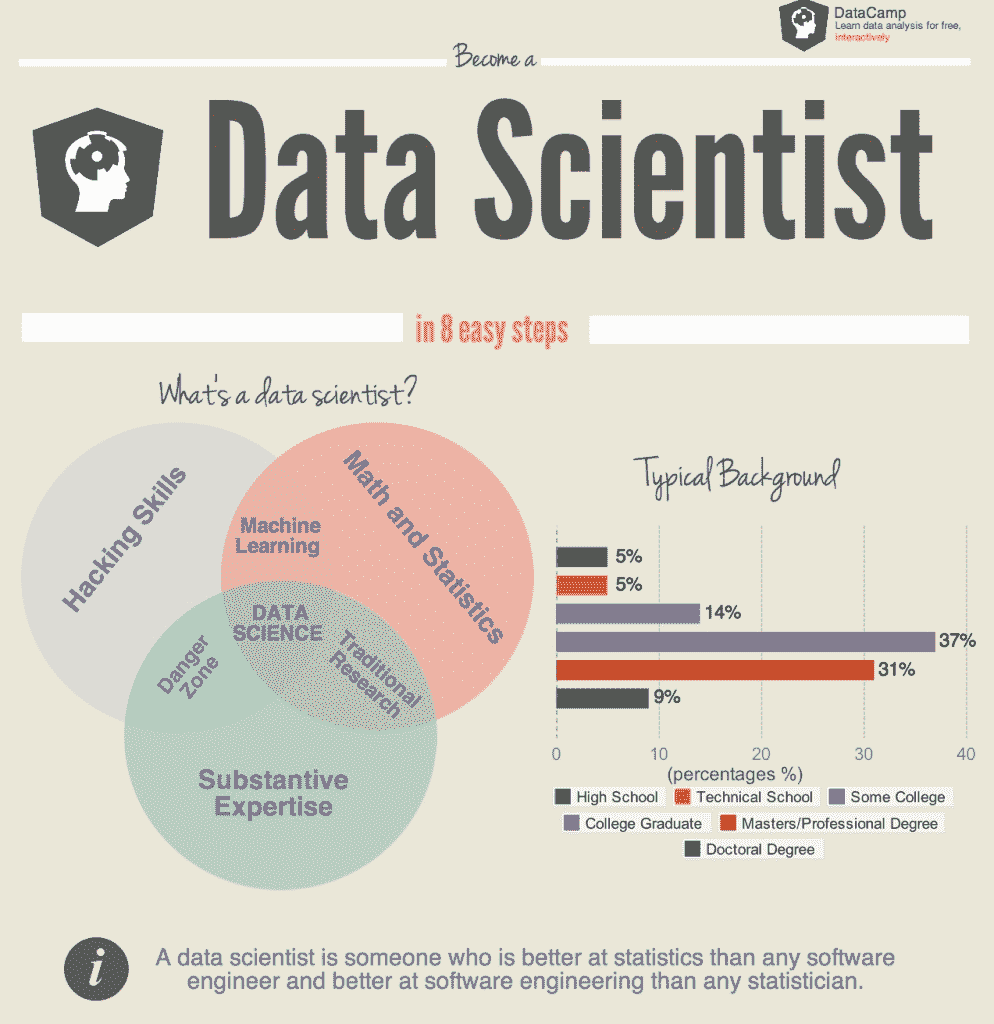 DataCamp
Learn data analysis for free,
interactively
Become a
Data Scientist
in 8 easy steps
What's a data scientist?
Hacking Skills
Math and Statistics
Machine
Learning
DATA
SCIENCE
Danger
Zone
Traditional
Research
Substantive
Expertise
Typical Background
5%
5%
14%
37%
31%
9%
0 10 20 30 40
(percentages %)
High School Technical School Some College
College Graduate Masters/Professional Degree
Doctoral Degree
i
A data scientist is someone who is better at statistics than any software
engineer and better at software engineering than any statistician.